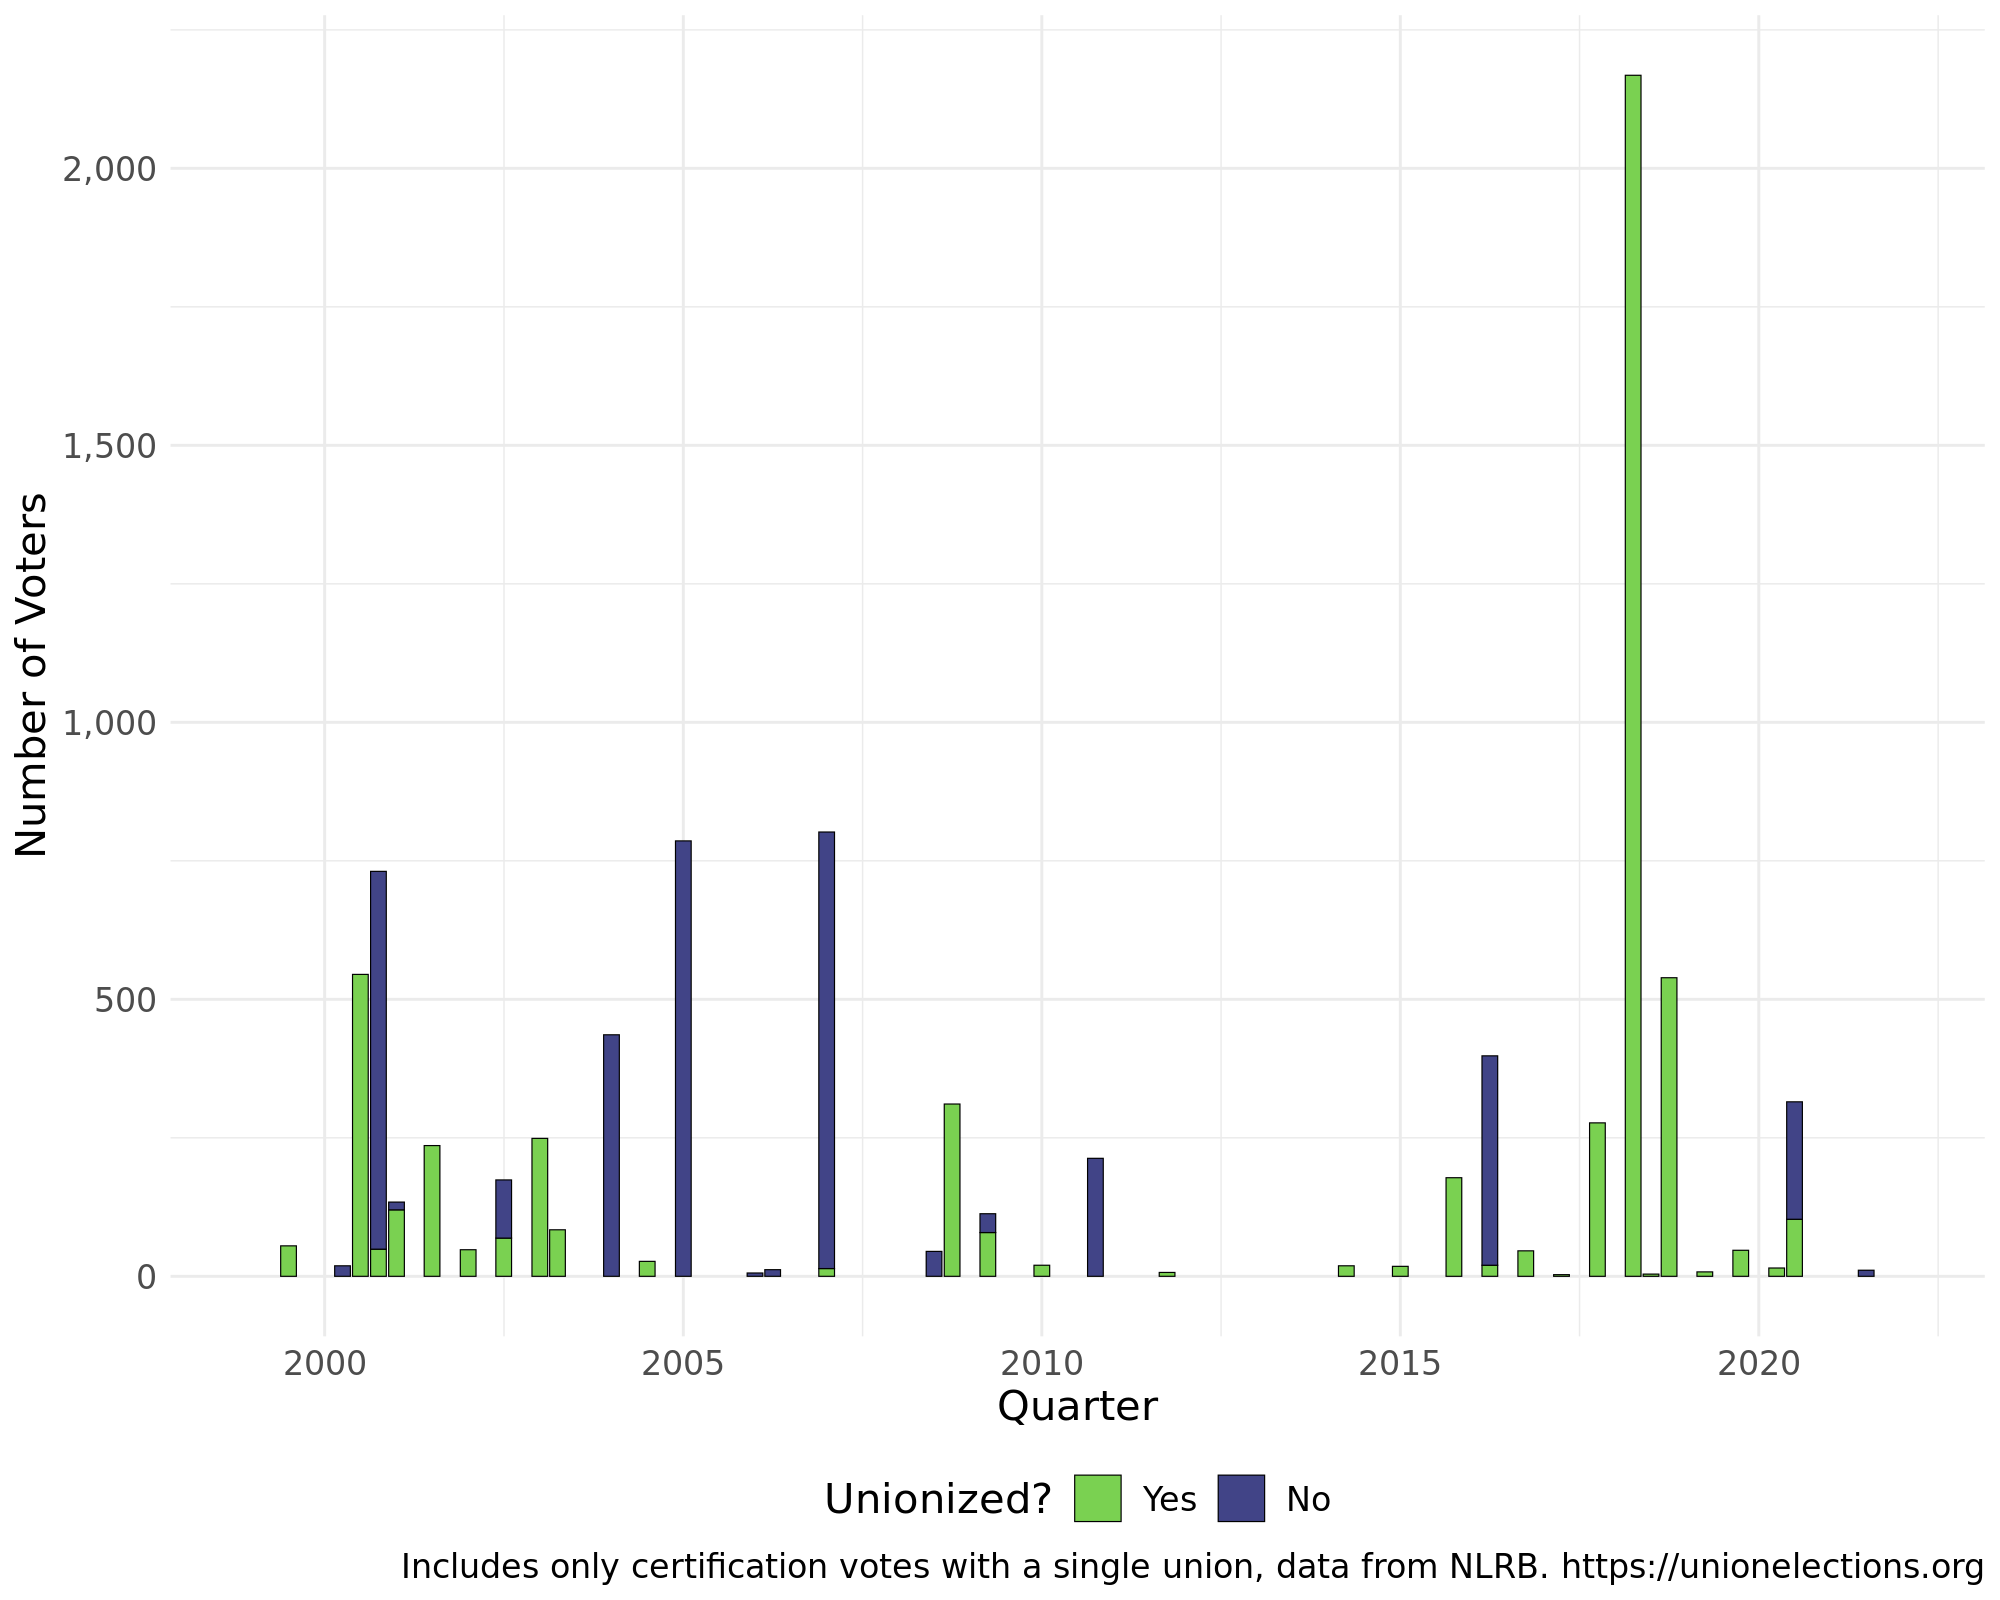 Number of Voters
2,000
1,500
1,000
500
0
2000 2005 2010 2015 2020
Quarter
Unionized? Yes No
Includes only certification votes with a single union, data from NLRB. https://unionelections.org